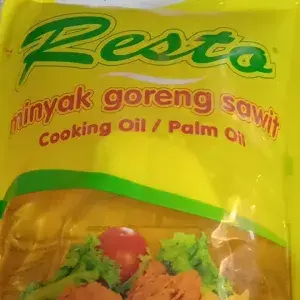 Resto
minyak goreng sawit
Cooking Oil / Palm Oil